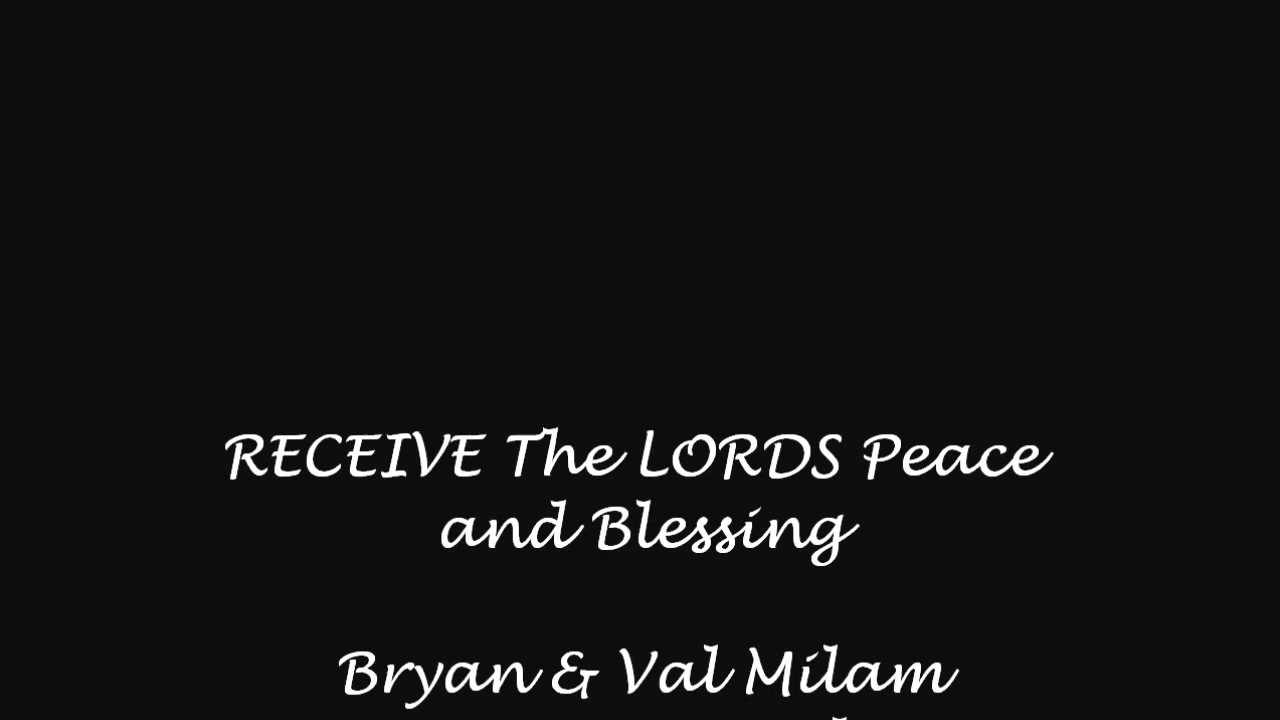 RECEIVE The LORDS Peace
and Blessing
Bryan & Val Milam